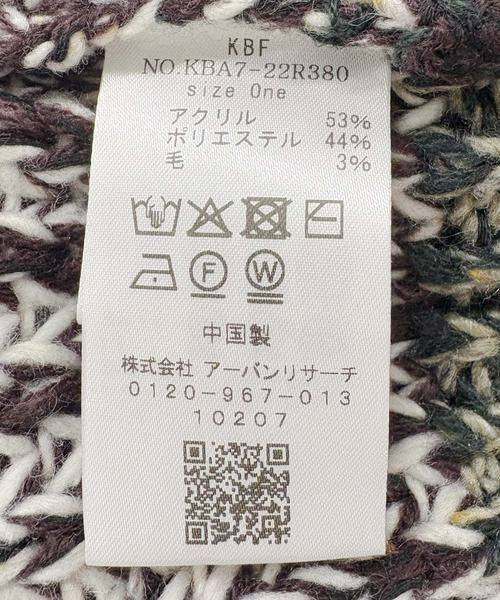 KBF
NO.KBA7-22R380
size One
アクリル 53%
ポリエステル 44%
毛 3%
F W
中国製
株式会社 アーバンリサーチ
0120-967-013
10207